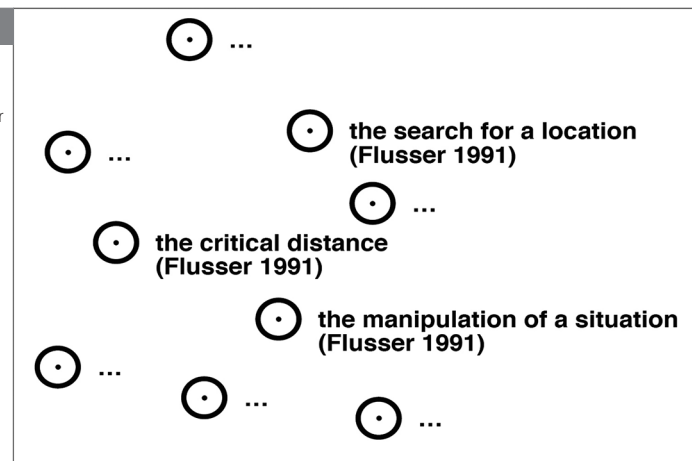 ...
the search for a location
(Flusser 1991)
...
...
the critical distance
(Flusser 1991)
the manipulation of a situation
(Flusser 1991)
...
...
...